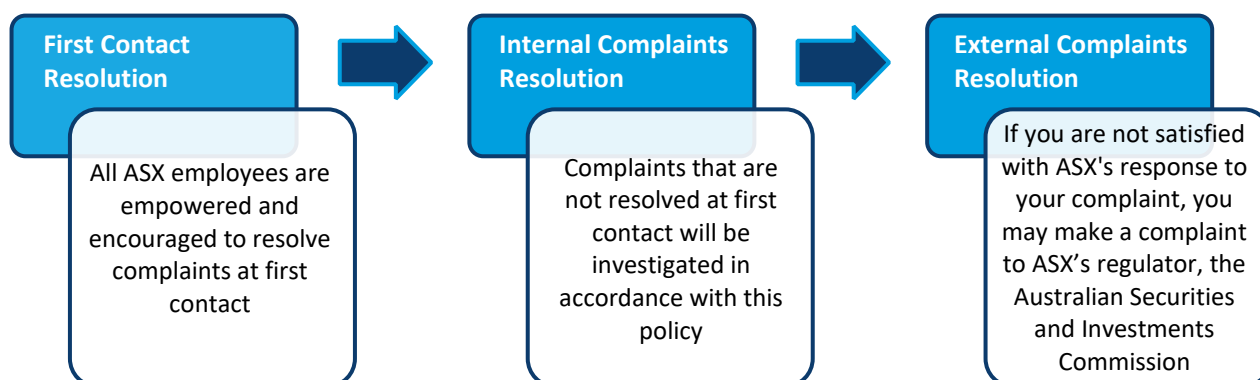 First Contact
Resolution
All ASX employees are
empowered and
encouraged to resolve
complaints at first
contact
Internal Complaints
Resolution
Complaints that are
not resolved at first
contact will be
investigated in
accordance with this
policy
External Complaints
Resolution
If you are not satisfied
with ASX's response to
your complaint, you
may make a complaint
to ASX’s regulator, the
Australian Securities
and Investments
Commission